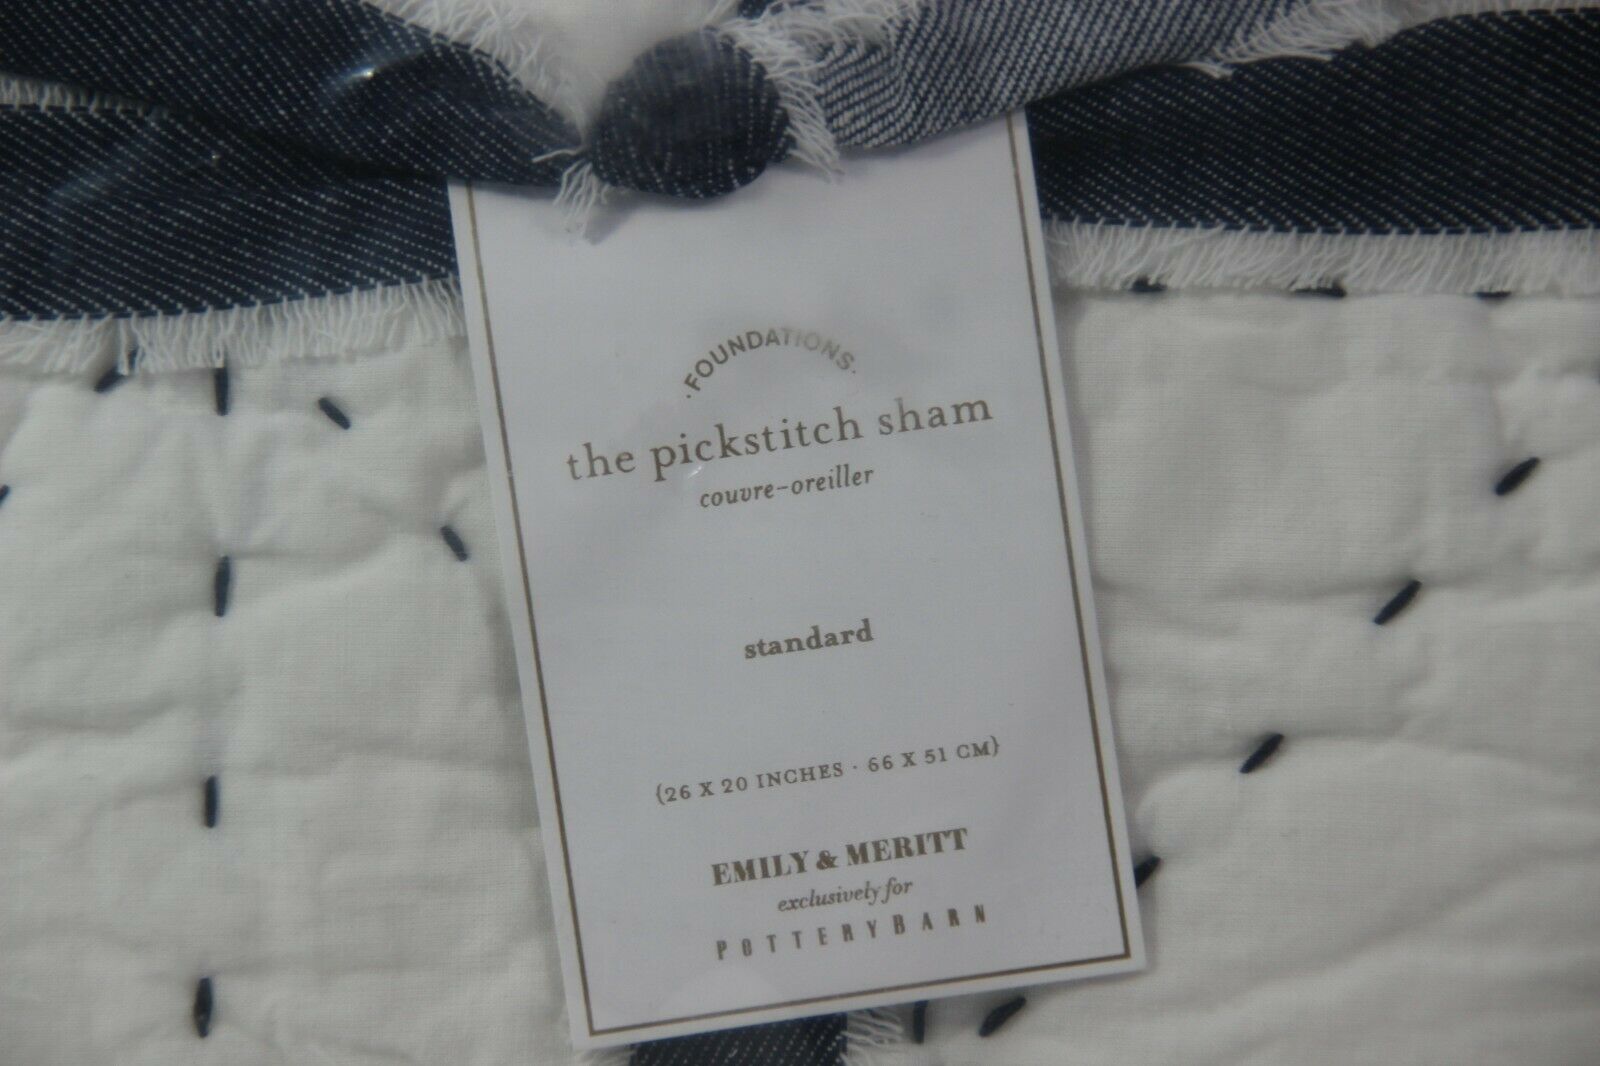 ·FOUNDATIONS·
the pickstitch sham
couvre-oreiller
standard
{26 X 20 INCHES · 66 X 51 CM}
EMILY & MERITT
exclusively for
POTTERYBARN